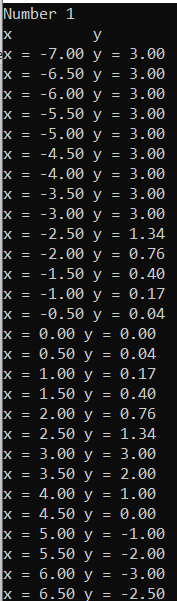 Number 1
x y
x = -7.00 y = 3.00
x = -6.50 y = 3.00
x = -6.00 y = 3.00
x = -5.50 y = 3.00
x = -5.00 y = 3.00
x = -4.50 y = 3.00
x = -4.00 y = 3.00
x = -3.50 y = 3.00
x = -3.00 y = 3.00
x = -2.50 y = 1.34
x = -2.00 y = 0.76
x = -1.50 y = 0.40
x = -1.00 y = 0.17
x = -0.50 y = 0.04
x = 0.00 y = 0.00
x = 0.50 y = 0.04
x = 1.00 y = 0.17
x = 1.50 y = 0.40
x = 2.00 y = 0.76
x = 2.50 y = 1.34
x = 3.00 y = 3.00
x = 3.50 y = 2.00
x = 4.00 y = 1.00
x = 4.50 y = 0.00
x = 5.00 y = -1.00
x = 5.50 y = -2.00
x = 6.00 y = -3.00
x = 6.50 y = -2.50